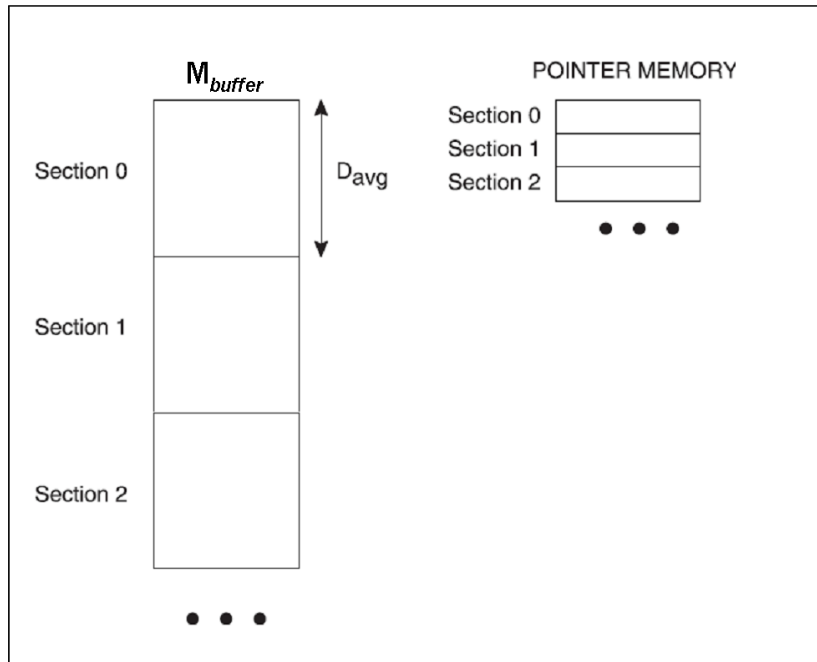 M_buffer
Section 0
D_avg
Section 1
Section 2
POINTER MEMORY
Section 0
Section 1
Section 2